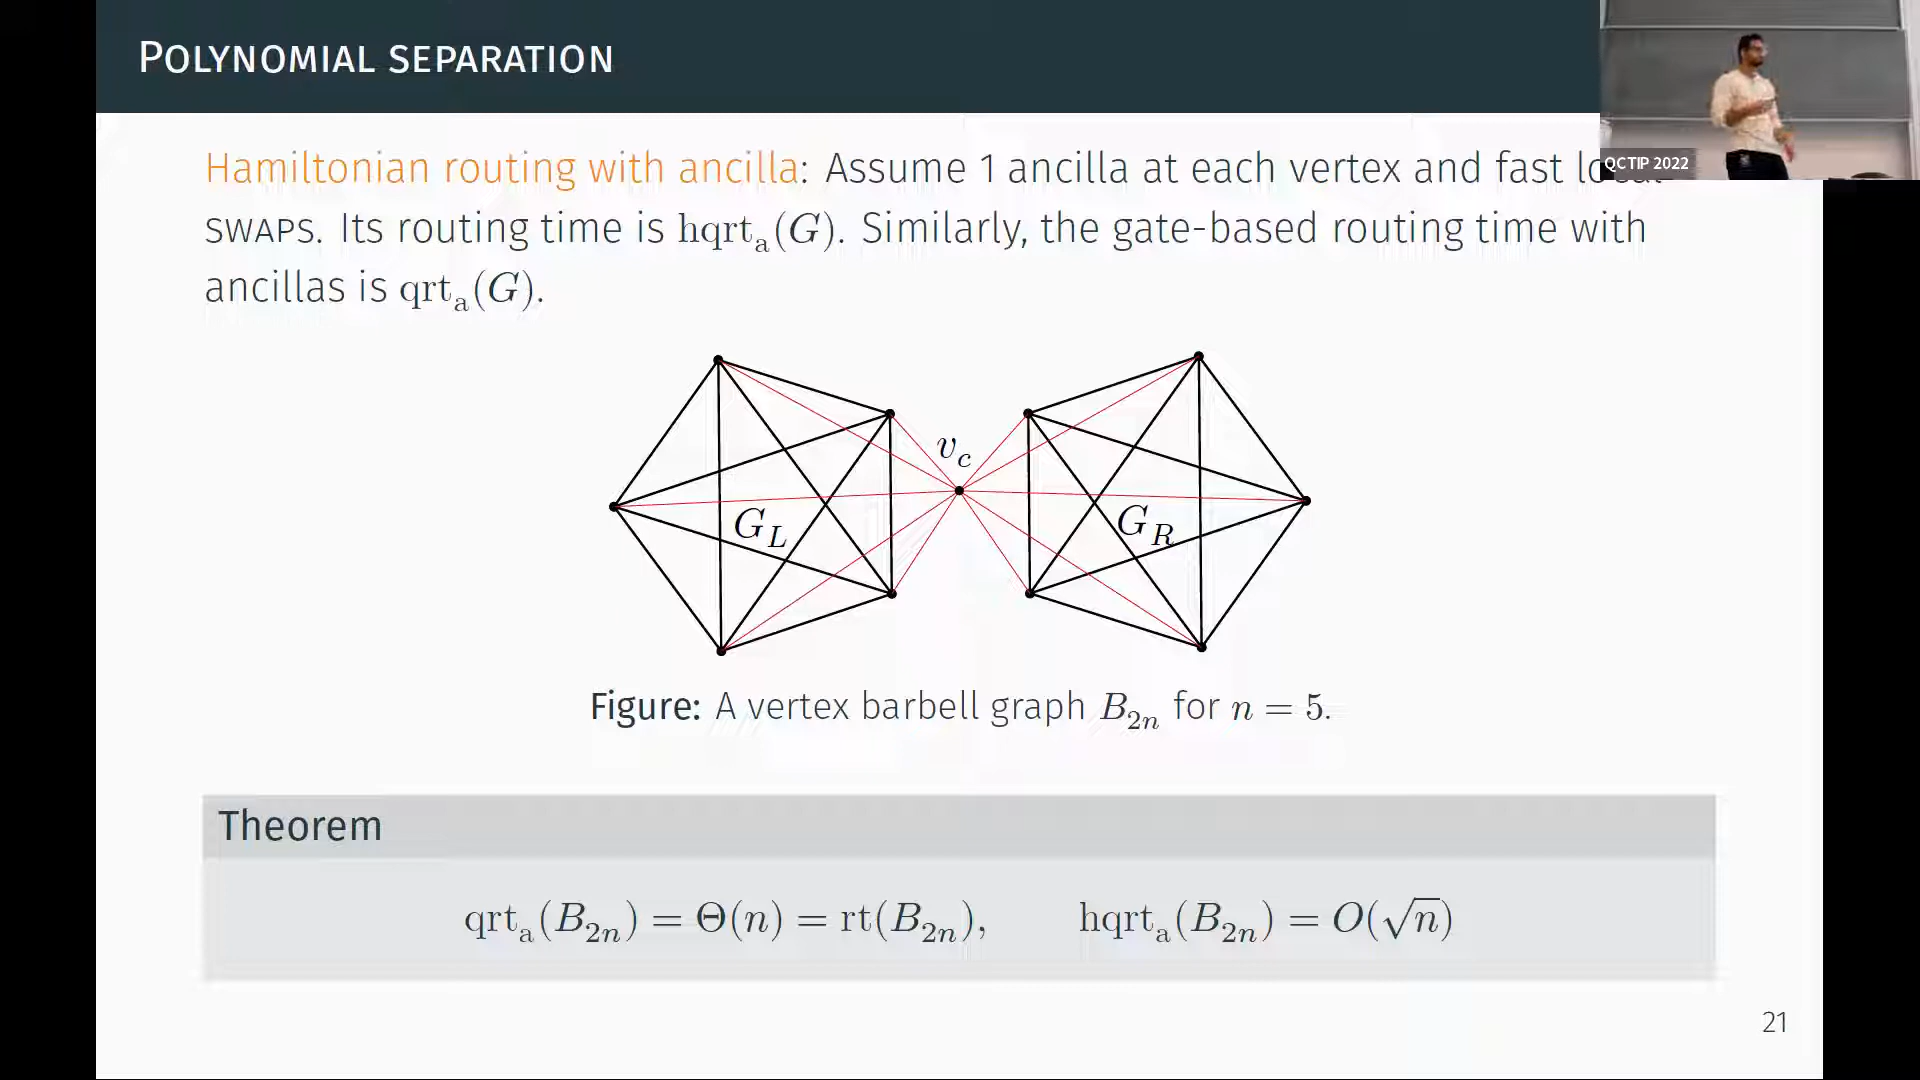 POLYNOMIAL SEPARATION
QCTIP 2022
Hamiltonian routing with ancilla: Assume 1 ancilla at each vertex and fast
SWAPS. Its routing time is hqrt_a(G). Similarly, the gate-based routing time with
ancillas is qrt_a(G).
v_c
G_L
G_R
Figure: A vertex barbell graph B_{2n} for n = 5.
Theorem
qrt_a(B_{2n}) = Θ(n) = rt(B_{2n}), hqrt_a(B_{2n}) = O(√n)
21